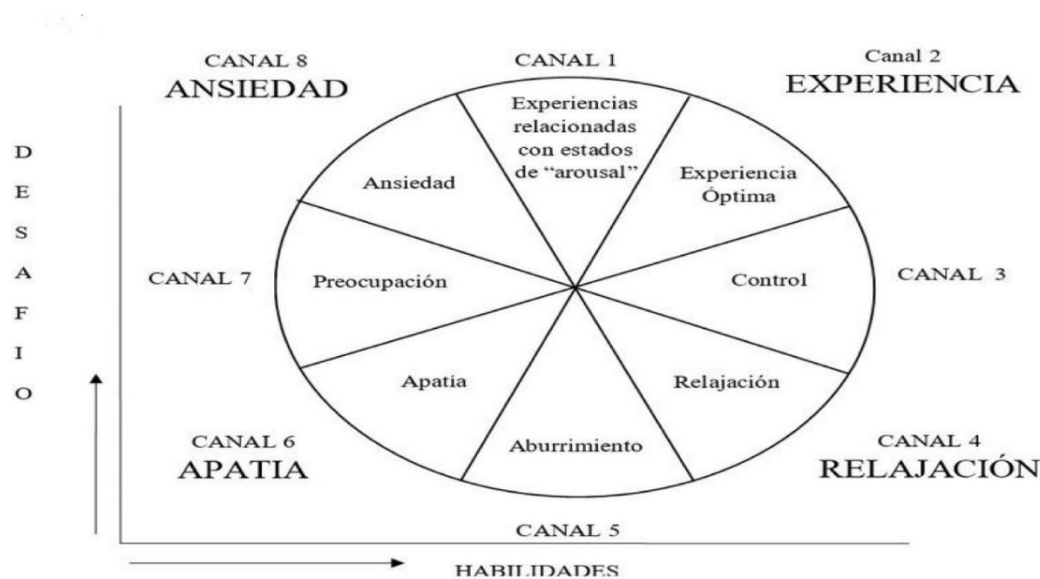 CANAL 8
ANSIEDAD
CANAL 1
Canal 2
EXPERIENCIA
Experiencias
relacionadas
con estados
de “arousal”
Ansiedad
Experiencia
Óptima
D
E
S
A
F
I
O
CANAL 7
Preocupación
Control
CANAL 3
Apatía
Relajación
Aburrimiento
CANAL 6
APATIA
CANAL 4
RELAJACIÓN
CANAL 5
HABILIDADES